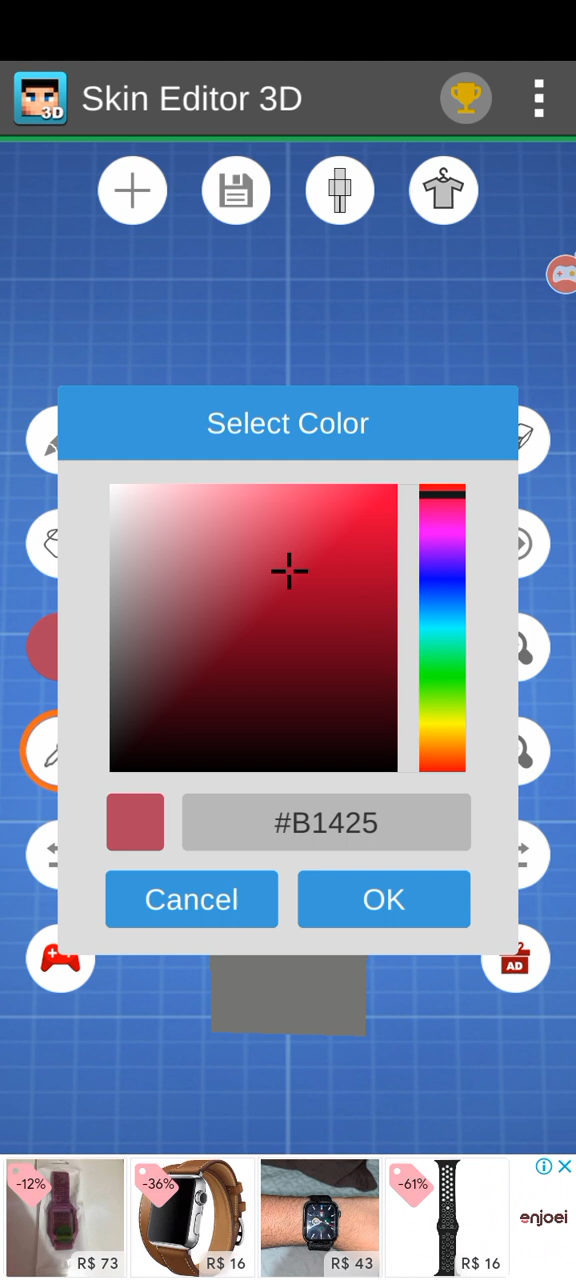 3D
Skin Editor 3D
Select Color
#B1425
Cancel
OK
AD
-12%
R$ 73
-36%
R$ 16
R$ 43
-61%
R$ 16
enjoei